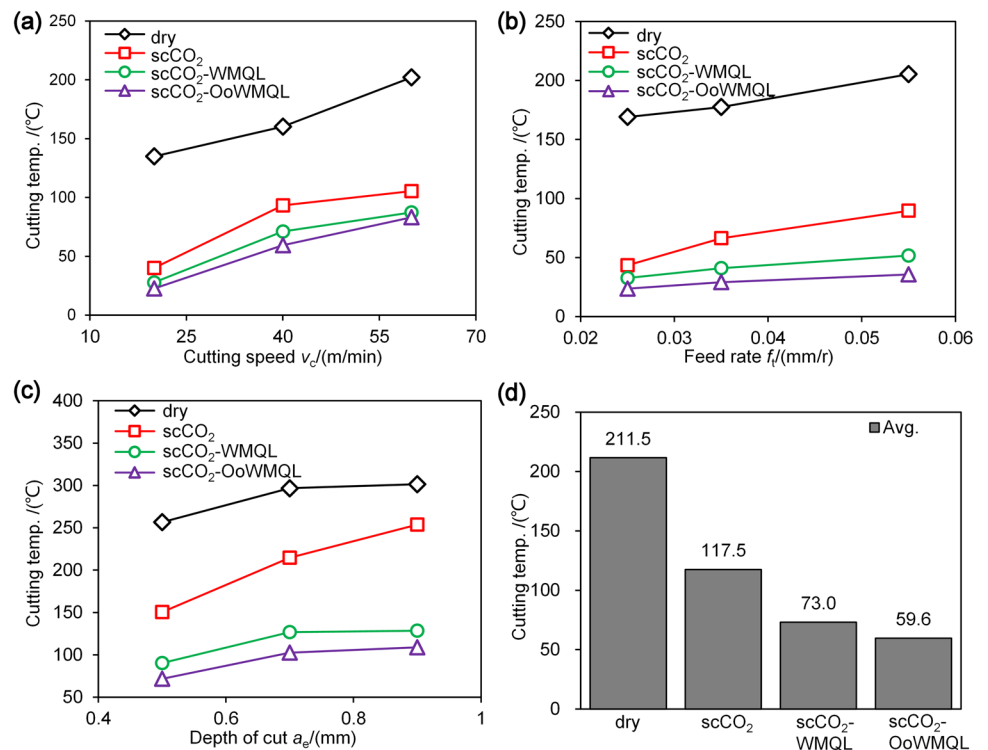 (a)
250
200
150
100
50
0
Cutting temp. /(℃)
dry
scCO₂
scCO₂-WMQL
scCO₂-OoWMQL
10 25 40 55 70
Cutting speed v_c/(m/min)
(b)
250
200
150
100
50
0
Cutting temp. /(℃)
dry
scCO₂
scCO₂-WMQL
scCO₂-OoWMQL
0.02 0.03 0.04 0.05 0.06
Feed rate f_t/(mm/r)
(c)
400
350
300
250
200
150
100
50
Cutting temp. /(℃)
dry
scCO₂
scCO₂-WMQL
scCO₂-OoWMQL
0.4 0.6 0.8 1
Depth of cut a_e/(mm)
(d)
250
200
150
100
50
0
Cutting temp. /(℃)
Avg.
211.5
117.5
73.0
59.6
dry
scCO₂
scCO₂-
WMQL
scCO₂-
OoWMQL